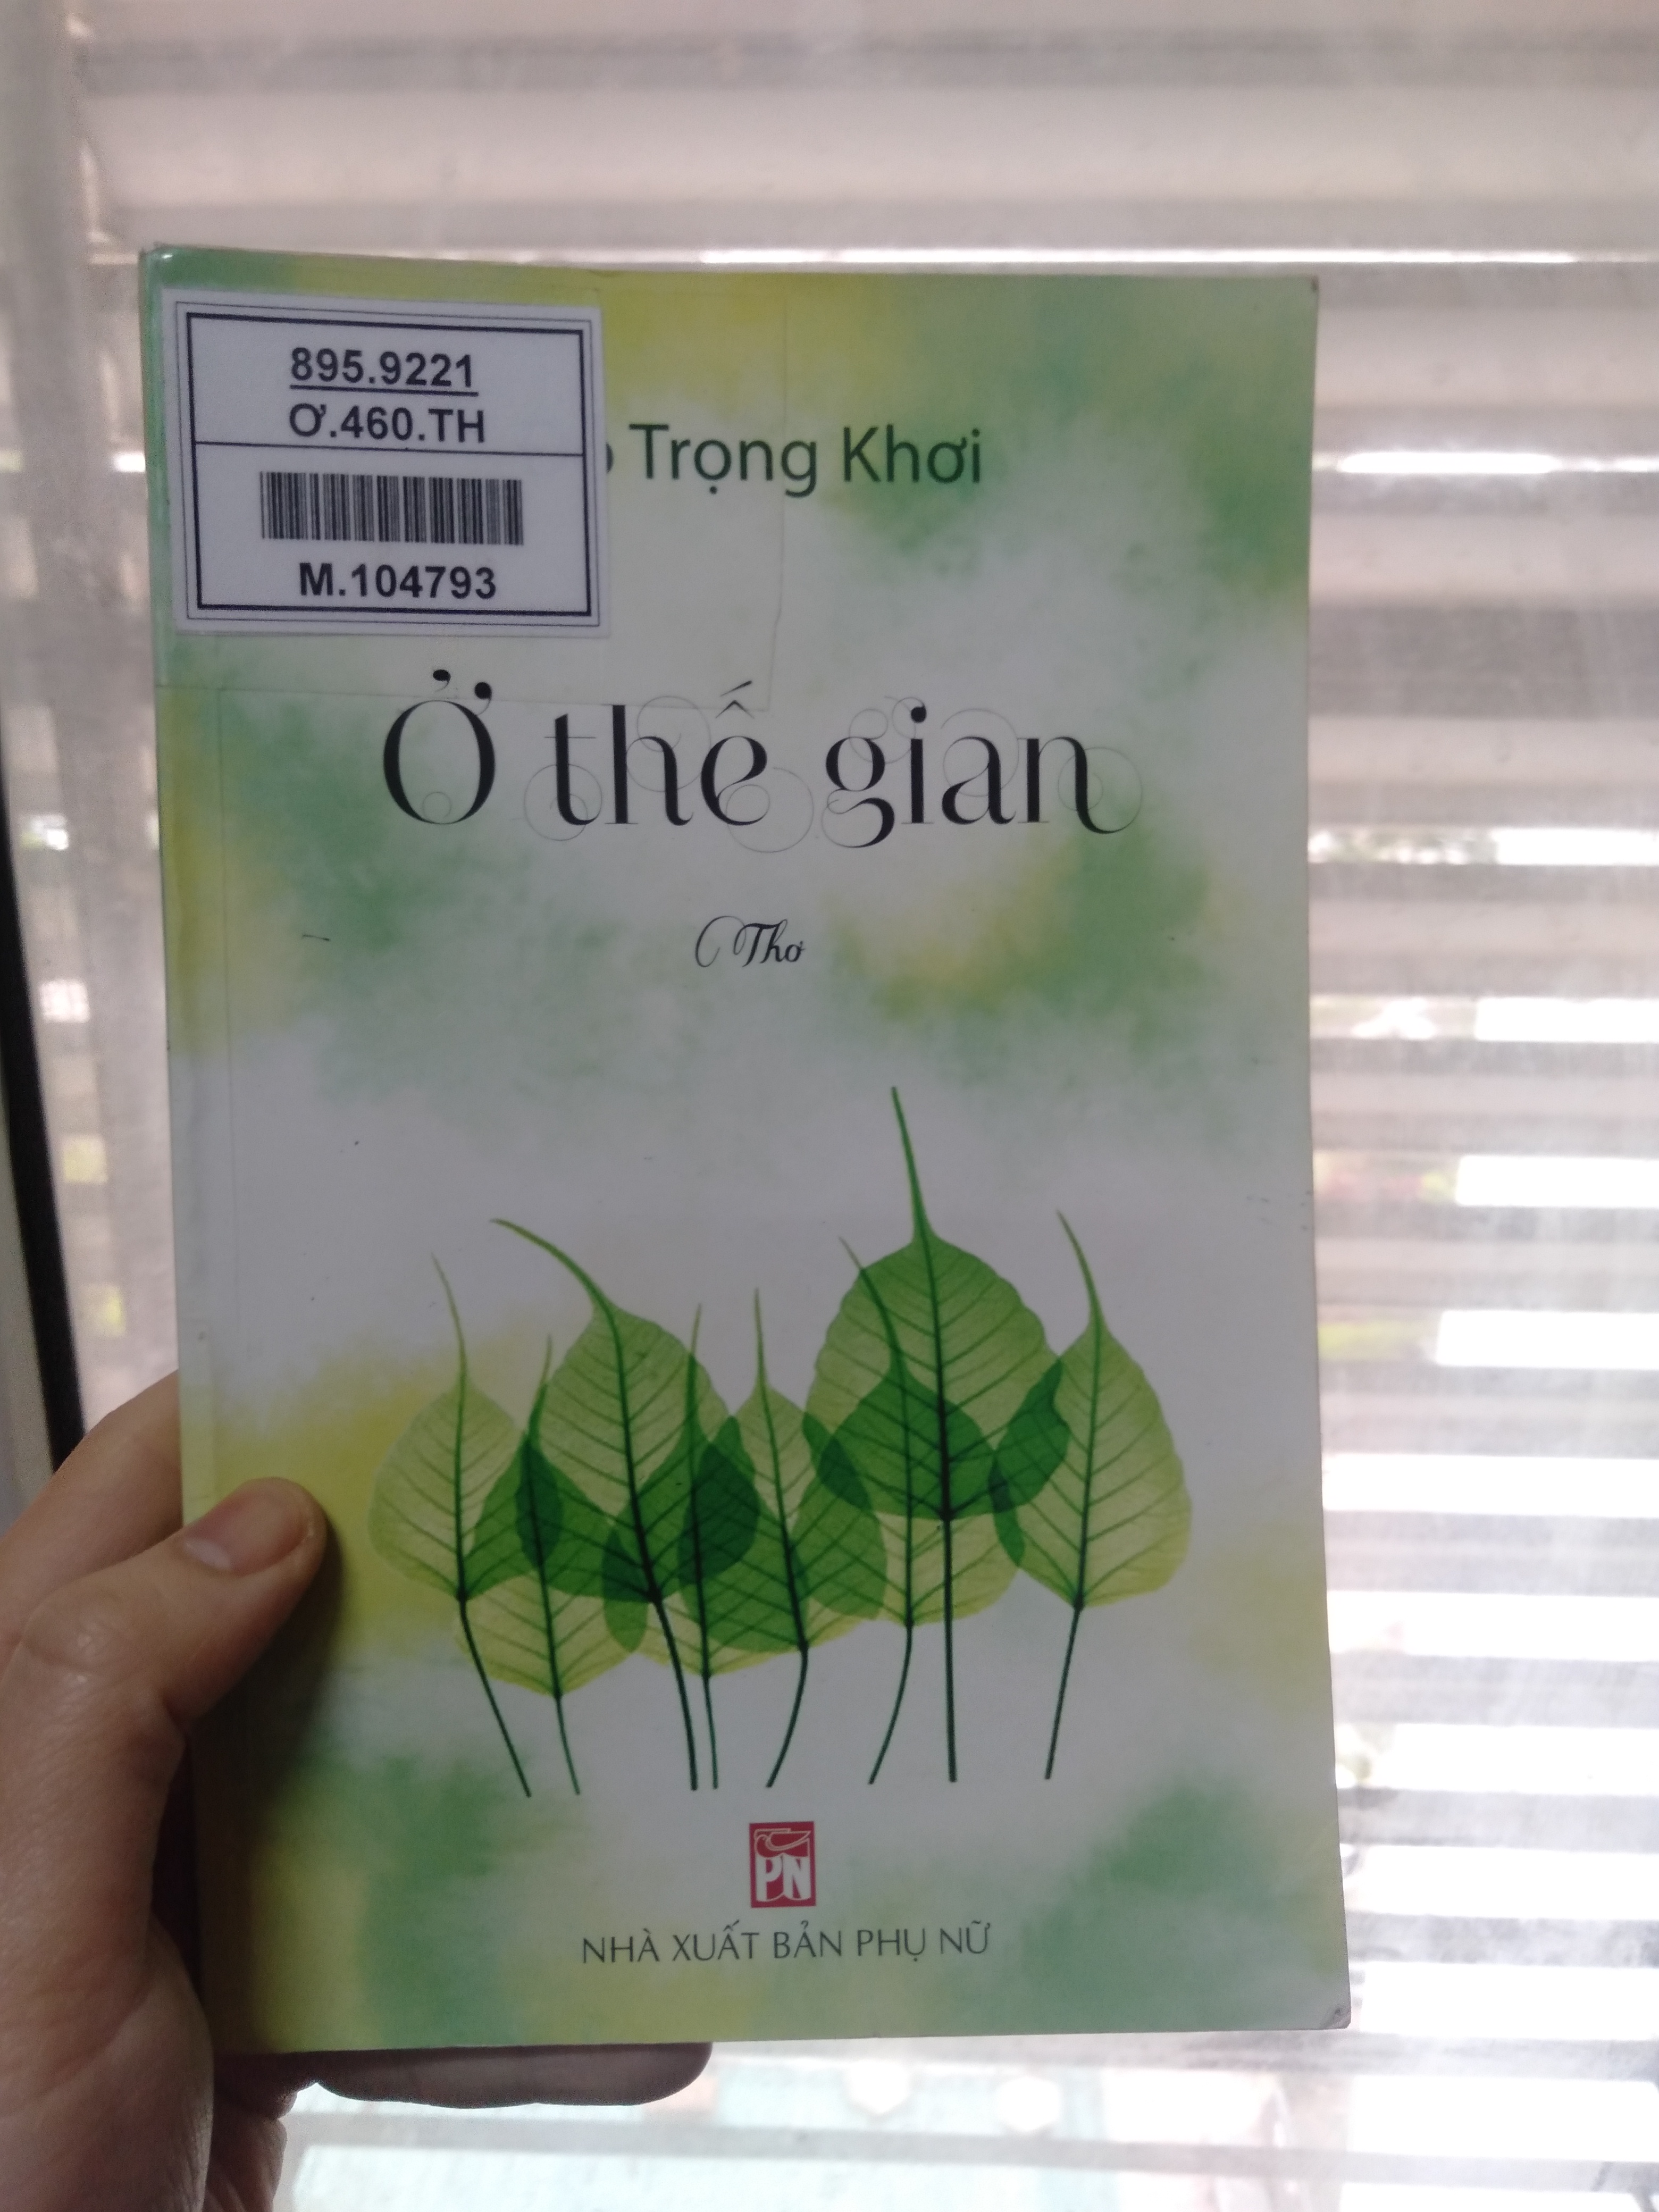 895.9221
Ơ.460.TH
M.104793
Trọng Khơi
Ở thế gian
Thơ
PN
NHÀ XUẤT BẢN PHỤ NỮ